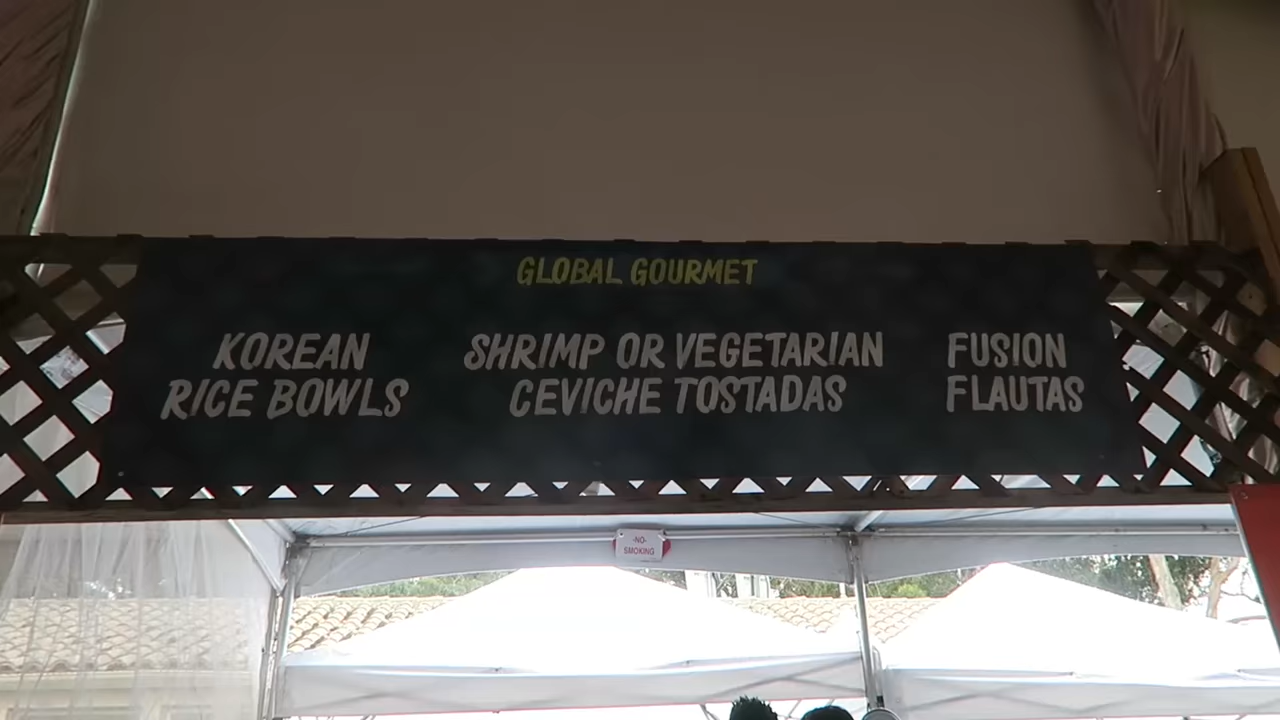 GLOBAL GOURMET
KOREAN
RICE BOWLS
SHRIMP OR VEGETARIAN
CEVICHE TOSTADAS
FUSION
FLAUTAS
-NO-
SMOKING